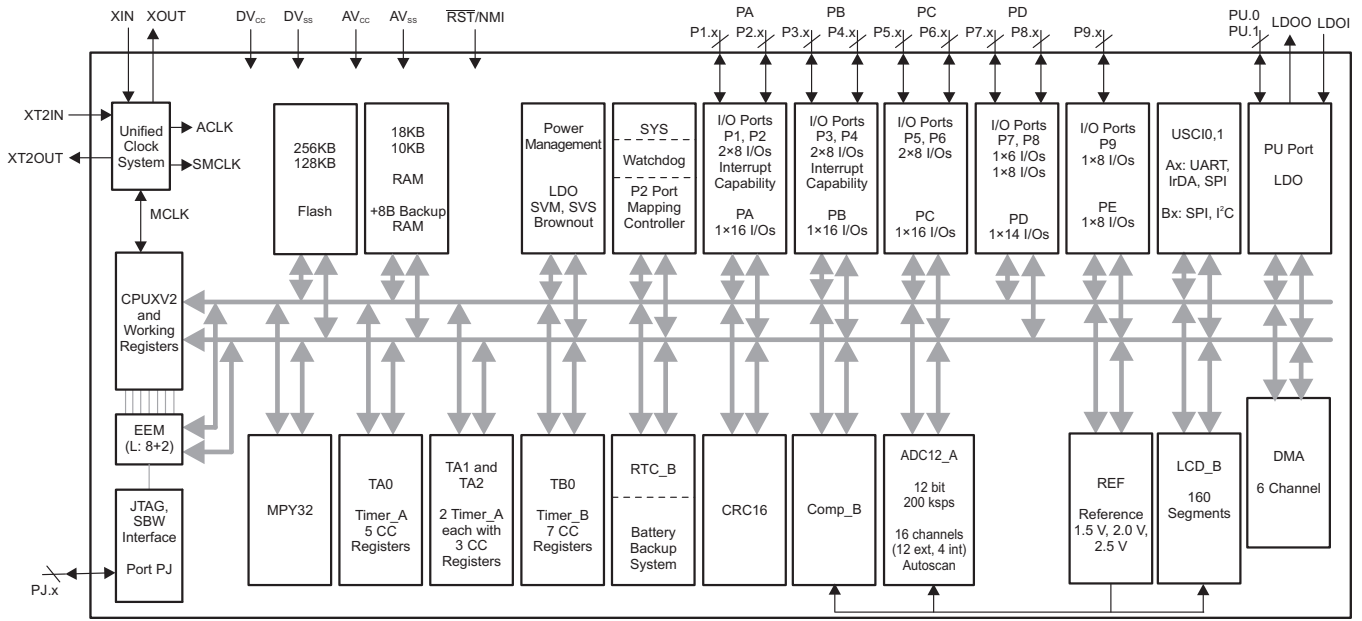 XIN XOUT DVCC DVSS AVCC AVSS RST/NMI PA PB PC PD PU.0 LDOO LDOI
P1.x P2.x P3.x P4.x P5.x P6.x P7.x P8.x P9.x PU.1
XT2IN
XT2OUT
Unified
Clock
System
ACLK
SMCLK
MCLK
256KB
128KB
Flash
18KB
10KB
RAM
+8B Backup
RAM
Power
Management
LDO
SVM, SVS
Brownout
SYS
Watchdog
P2 Port
Mapping
Controller
I/O Ports
P1, P2
2×8 I/Os
Interrupt
Capability
PA
1×16 I/Os
I/O Ports
P3, P4
2×8 I/Os
Interrupt
Capability
PB
1×16 I/Os
I/O Ports
P5, P6
2×8 I/Os
PC
1×16 I/Os
I/O Ports
P7, P8
1×6 I/Os
1×8 I/Os
PD
1×14 I/Os
I/O Ports
P9
1×8 I/Os
PE
1×8 I/Os
USCI0,1
Ax: UART,
IrDA, SPI
Bx: SPI, I²C
PU Port
LDO
CPUXV2
and
Working
Registers
EEM
(L: 8+2)
JTAG,
SBW
Interface
Port PJ
PJ.x
MPY32
TA0
Timer_A
5 CC
Registers
TA1 and
TA2
2 Timer_A
each with
3 CC
Registers
TB0
Timer_B
7 CC
Registers
RTC_B
Battery
Backup
System
CRC16
Comp_B
ADC12_A
12 bit
200 ksps
16 channels
(12 ext, 4 int)
Autoscan
REF
Reference
1.5 V, 2.0 V,
2.5 V
LCD_B
160
Segments
DMA
6 Channel